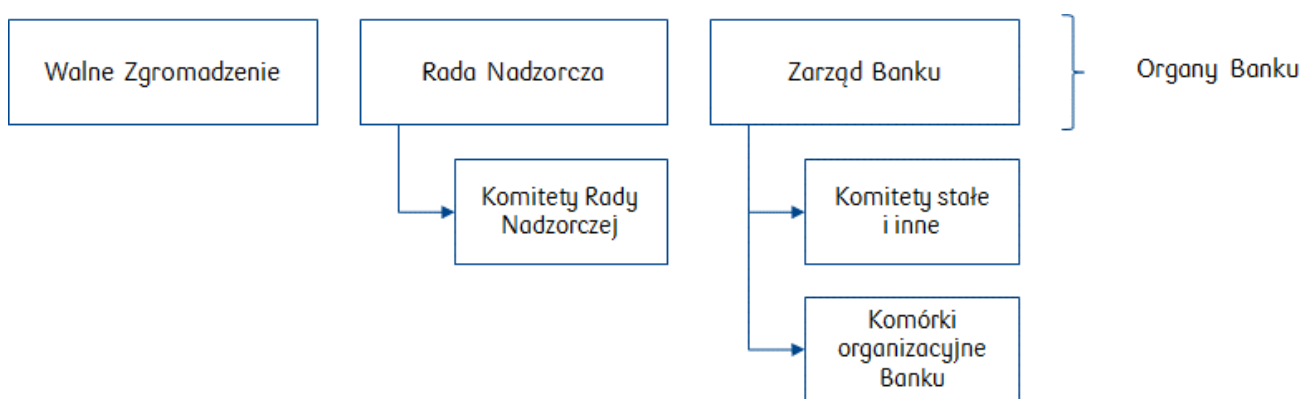 Walne Zgromadzenie
Rada Nadzorcza
Zarząd Banku
Organy Banku
Komitety Rady
Nadzorczej
Komitety stałe
i inne
Komórki
organizacyjne
Banku